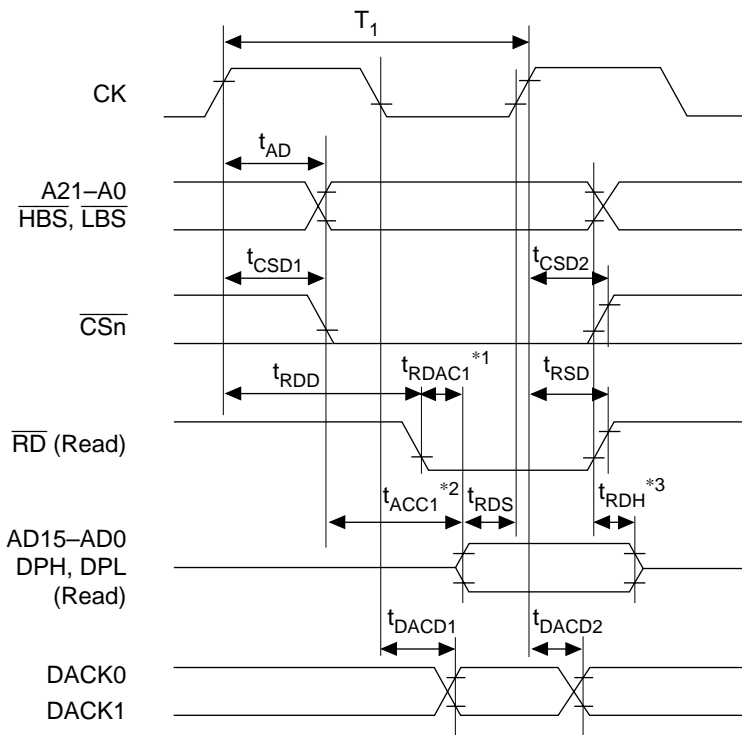 T1
CK
tAD
A21–A0
HBS, LBS
tCSD1
tCSD2
CSn
tRDD
tRDAC1*1
tRSD
RD (Read)
tACC1*2
tRDS
tRDH*3
AD15–AD0
DPH, DPL
(Read)
tDACD1
tDACD2
DACK0
DACK1